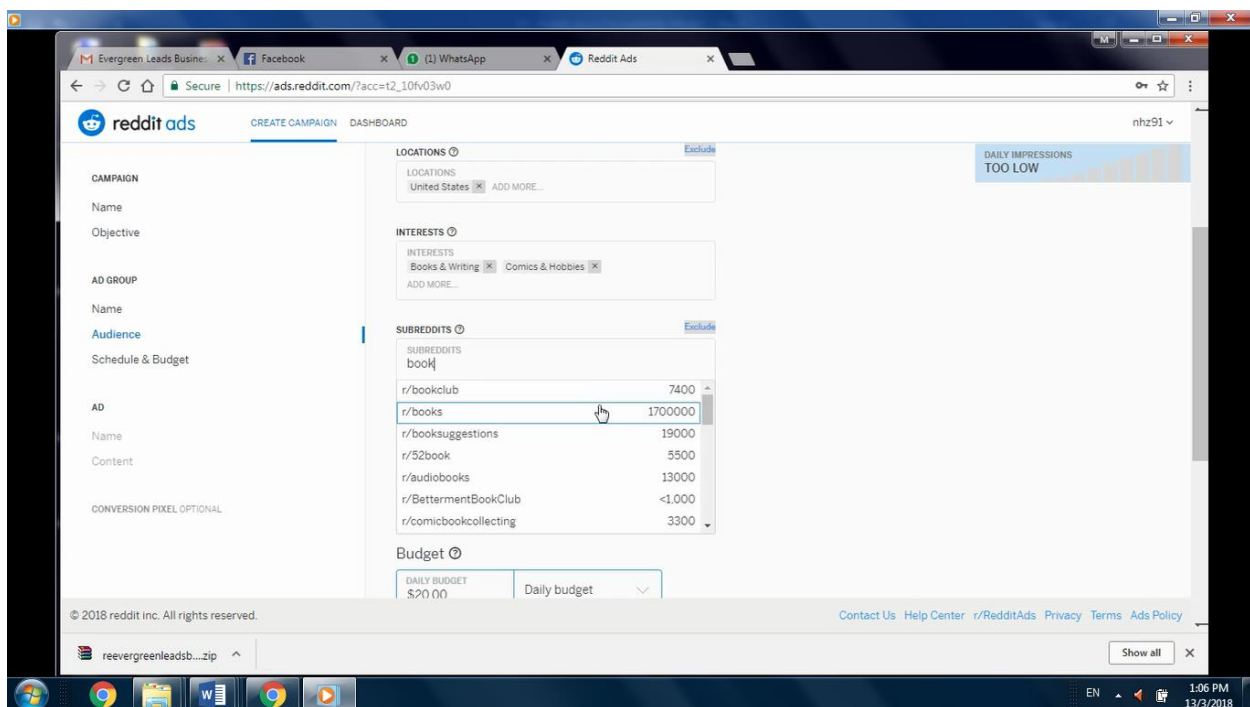 M
Evergreen Leads Busine
Facebook
(1) WhatsApp
Reddit Ads
Secure | https://ads.reddit.com/?acc=t2_10fv03w0
reddit ads
CREATE CAMPAIGN DASHBOARD
nhz91
CAMPAIGN
Name
Objective
AD GROUP
Name
Audience
Schedule & Budget
AD
Name
Content
CONVERSION PIXEL OPTIONAL
LOCATIONS
Exclude
LOCATIONS
United States × ADD MORE...
INTERESTS
INTERESTS
Books & Writing × Comics & Hobbies ×
ADD MORE...
SUBREDDITS
Exclude
SUBREDDITS
book
r/bookclub 7400
r/books 1700000
r/booksuggestions 19000
r/52book 5500
r/audiobooks 13000
r/BettermentBookClub <1,000
r/comicbookcollecting 3300
Budget
DAILY BUDGET
$20.00
Daily budget
DAILY IMPRESSIONS
TOO LOW
© 2018 reddit inc. All rights reserved.
Contact Us Help Center r/RedditAds Privacy Terms Ads Policy
reevergreenleadsb....zip
Show all
EN
1:06 PM
13/3/2018